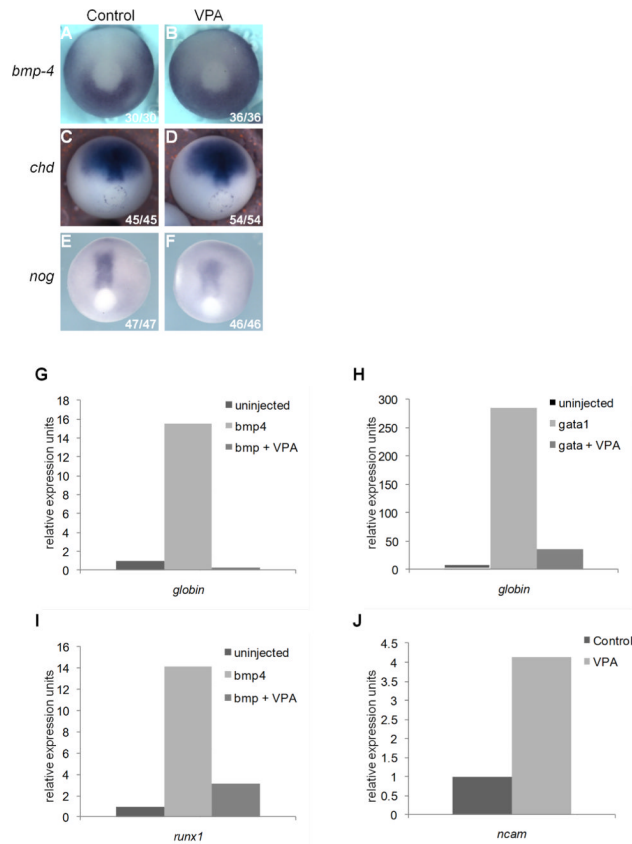 Control VPA
bmp-4
A
B
30/30
36/36
chd
C
D
45/45
54/54
nog
E
F
47/47
46/46
G
relative expression units
18
16
14
12
10
8
6
4
2
0
uninjected
bmp4
bmp + VPA
globin
H
relative expression units
300
250
200
150
100
50
0
uninjected
gata1
gata + VPA
globin
I
relative expression units
16
14
12
10
8
6
4
2
0
uninjected
bmp4
bmp + VPA
runx1
J
relative expression units
4.5
4
3.5
3
2.5
2
1.5
1
0.5
0
Control
VPA
ncam